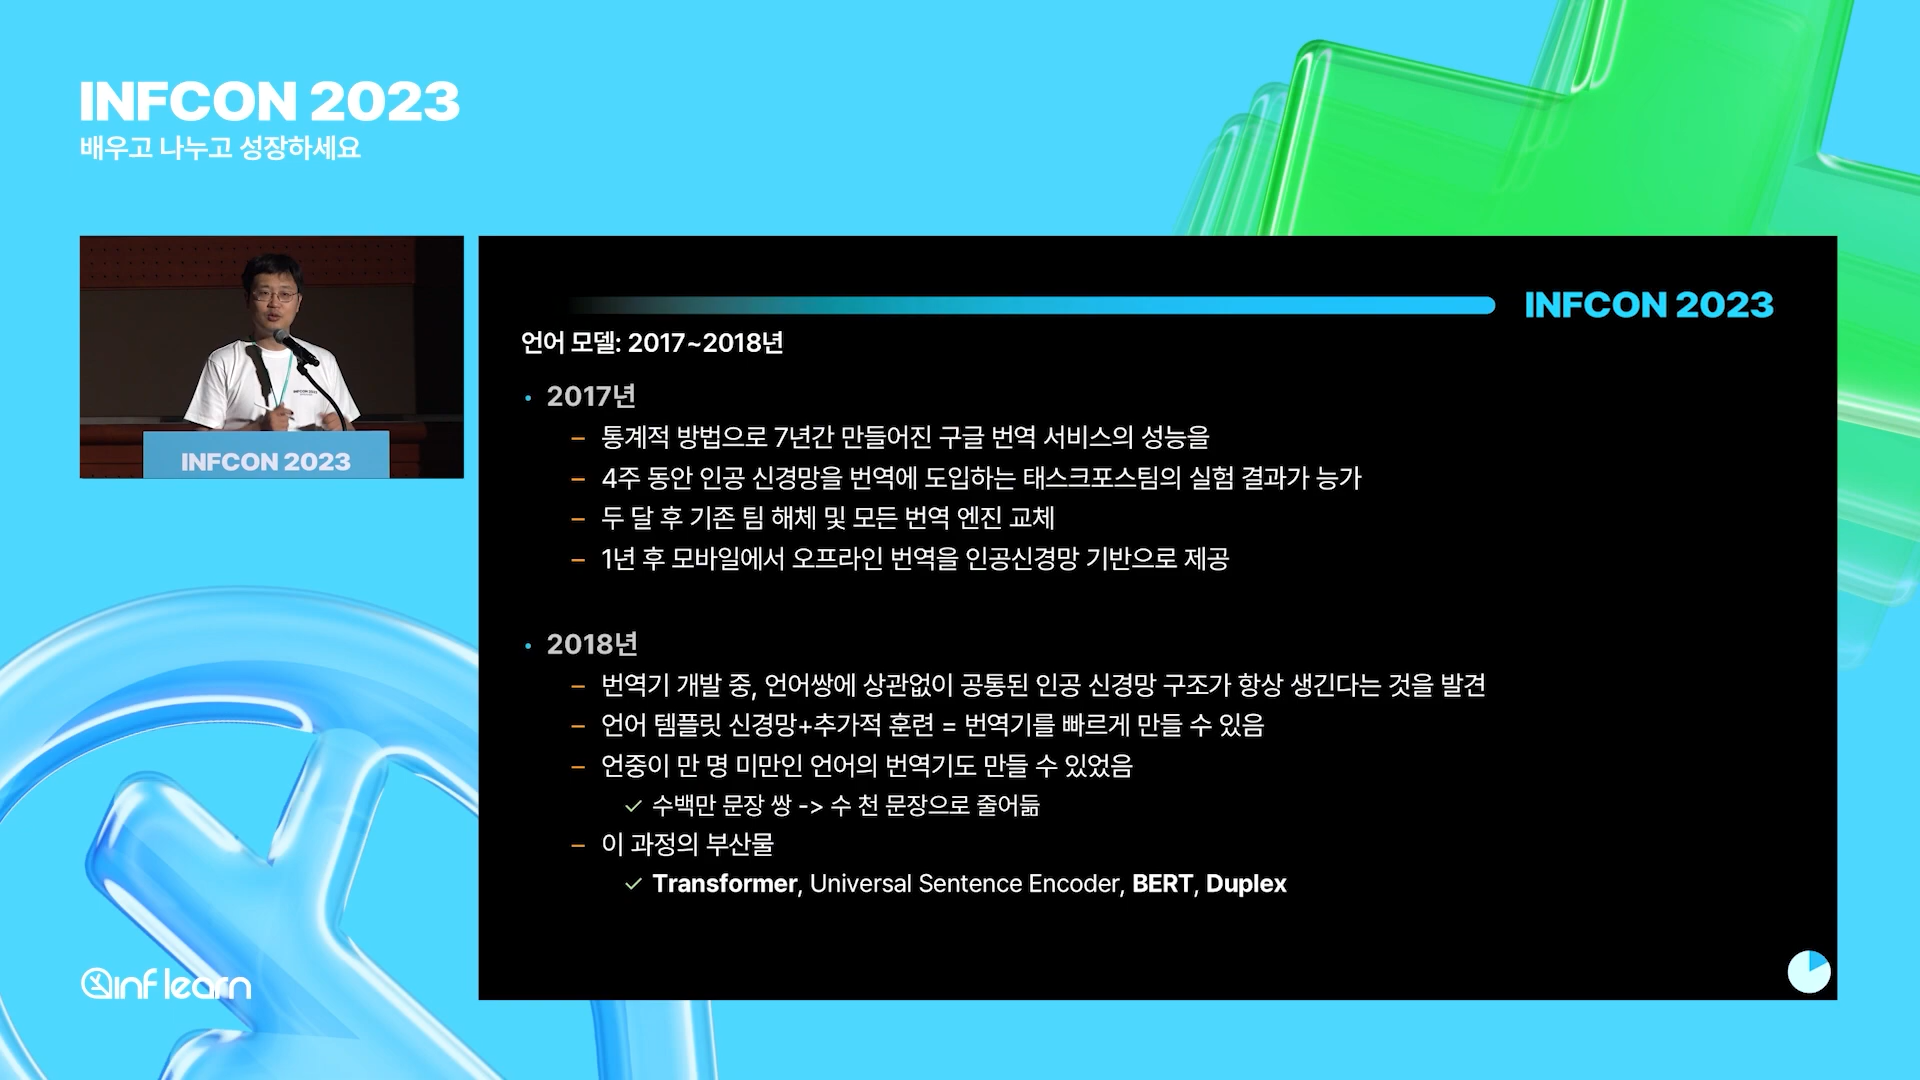 INFCON 2023
배우고 나누고 성장하세요
INFCON 2023
INFCON 2023
INFCON 2023
언어 모델: 2017~2018년
• 2017년
– 통계적 방법으로 7년간 만들어진 구글 번역 서비스의 성능을
– 4주 동안 인공 신경망을 번역에 도입하는 태스크포스팀의 실험 결과가 능가
– 두 달 후 기존 팀 해체 및 모든 번역 엔진 교체
– 1년 후 모바일에서 오프라인 번역을 인공신경망 기반으로 제공
• 2018년
– 번역기 개발 중, 언어쌍에 상관없이 공통된 인공 신경망 구조가 항상 생긴다는 것을 발견
– 언어 템플릿 신경망+추가적 훈련 = 번역기를 빠르게 만들 수 있음
– 언중이 만 명 미만인 언어의 번역기도 만들 수 있었음
✓ 수백만 문장 쌍 -> 수 천 문장으로 줄어듦
– 이 과정의 부산물
✓ Transformer, Universal Sentence Encoder, BERT, Duplex
inflearn